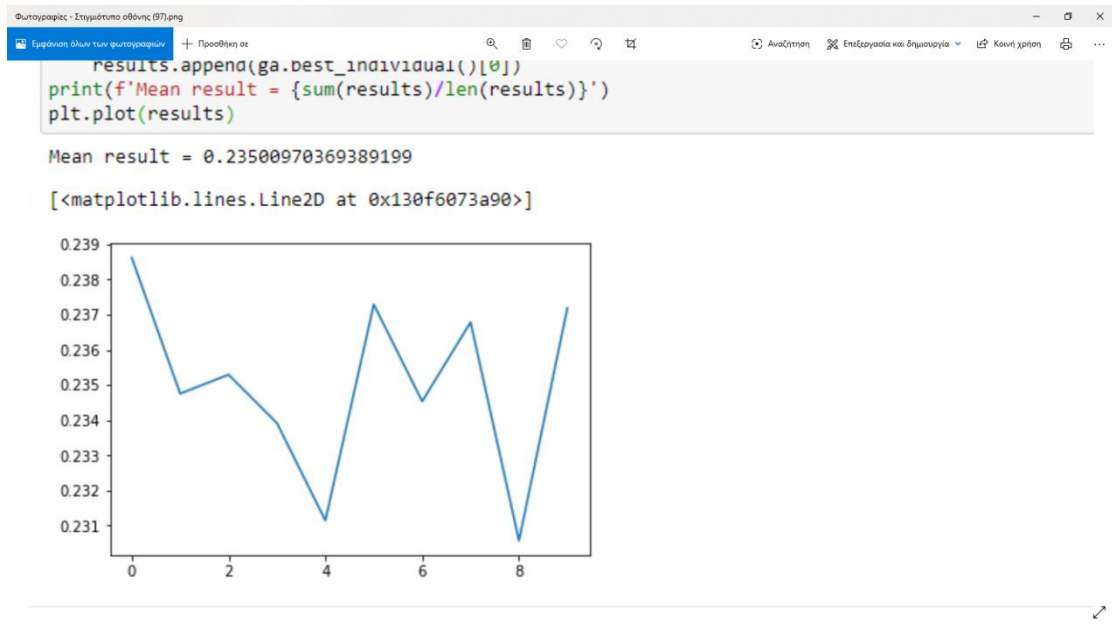 Φωτογραφίες - Στιγμιότυπο οθόνης (97).png
Εμφάνιση όλων των φωτογραφιών
Προσθήκη σε
Αναζήτηση
Επεξεργασία και δημιουργία
Κοινή χρήση
results.append(ga.best_individual()[0])
print(f'Mean result = {sum(results)/len(results)}')
plt.plot(results)
Mean result = 0.23500970369389199
[<matplotlib.lines.Line2D at 0x130f6073a90>]
0.239
0.238
0.237
0.236
0.235
0.234
0.233
0.232
0.231
0 2 4 6 8